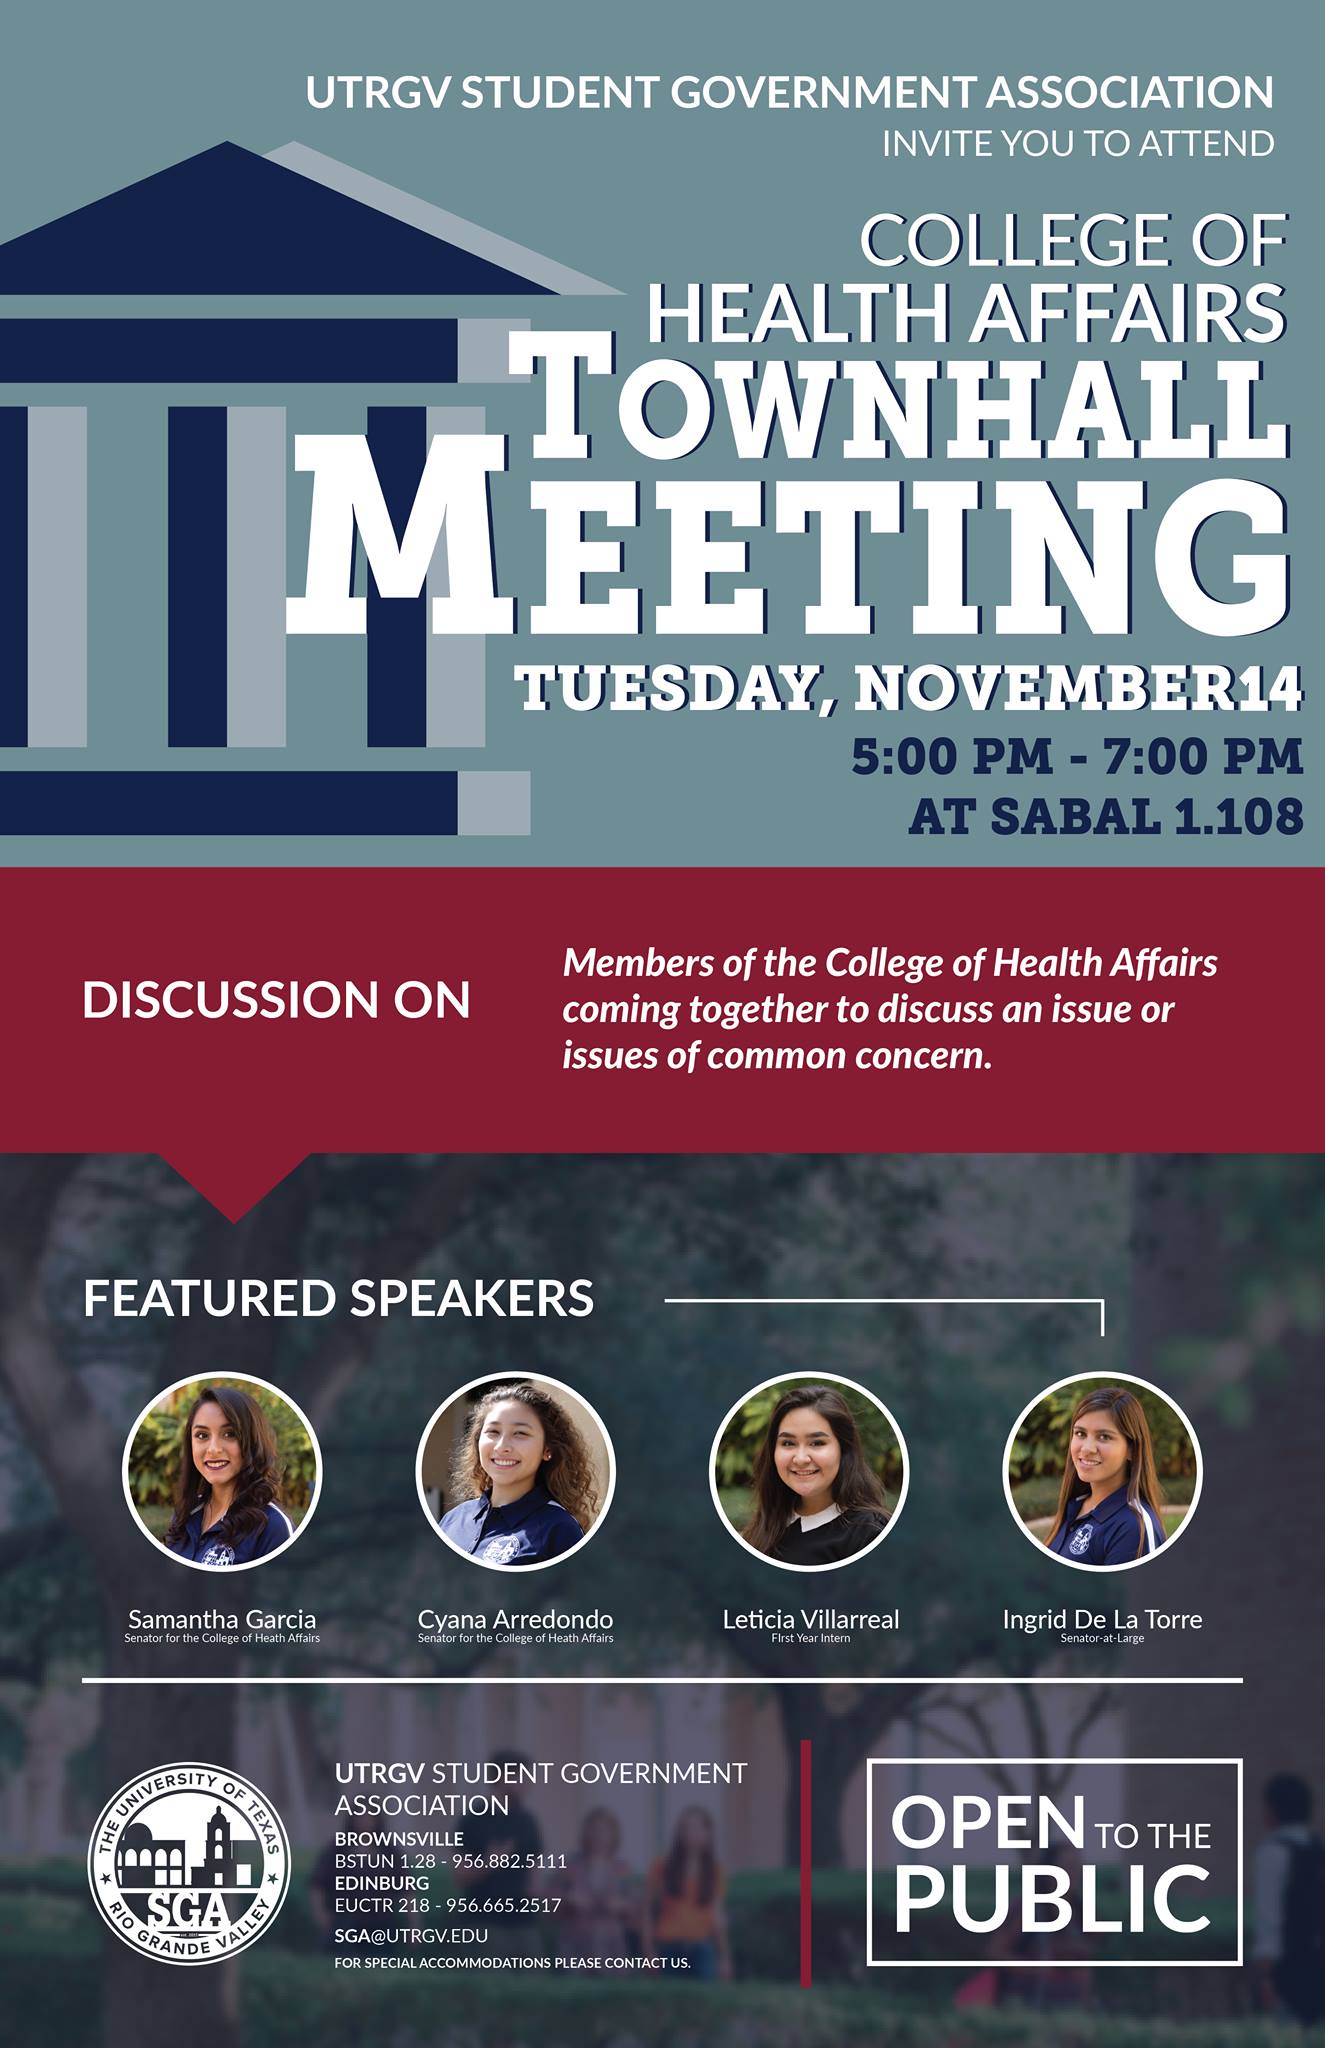 UTRGV STUDENT GOVERNMENT ASSOCIATION
INVITE YOU TO ATTEND
COLLEGE OF
HEALTH AFFAIRS
TOWNHALL
MEETING
TUESDAY, NOVEMBER14
5:00 PM - 7:00 PM
AT SABAL 1.108
DISCUSSION ON
Members of the College of Health Affairs
coming together to discuss an issue or
issues of common concern.
FEATURED SPEAKERS
Samantha Garcia
Senator for the College of Heath Affairs
Cyana Arredondo
Senator for the College of Heath Affairs
Leticia Villarreal
FIrst Year Intern
Ingrid De La Torre
Senator-at-Large
THE UNIVERSITY OF TEXAS
SGA
RIO GRANDE VALLEY
UTRGV STUDENT GOVERNMENT
ASSOCIATION
BROWNSVILLE
BSTUN 1.28 - 956.882.5111
EDINBURG
EUCTR 218 - 956.665.2517
SGA@UTRGV.EDU
FOR SPECIAL ACCOMMODATIONS PLEASE CONTACT US.
OPEN TO THE
PUBLIC